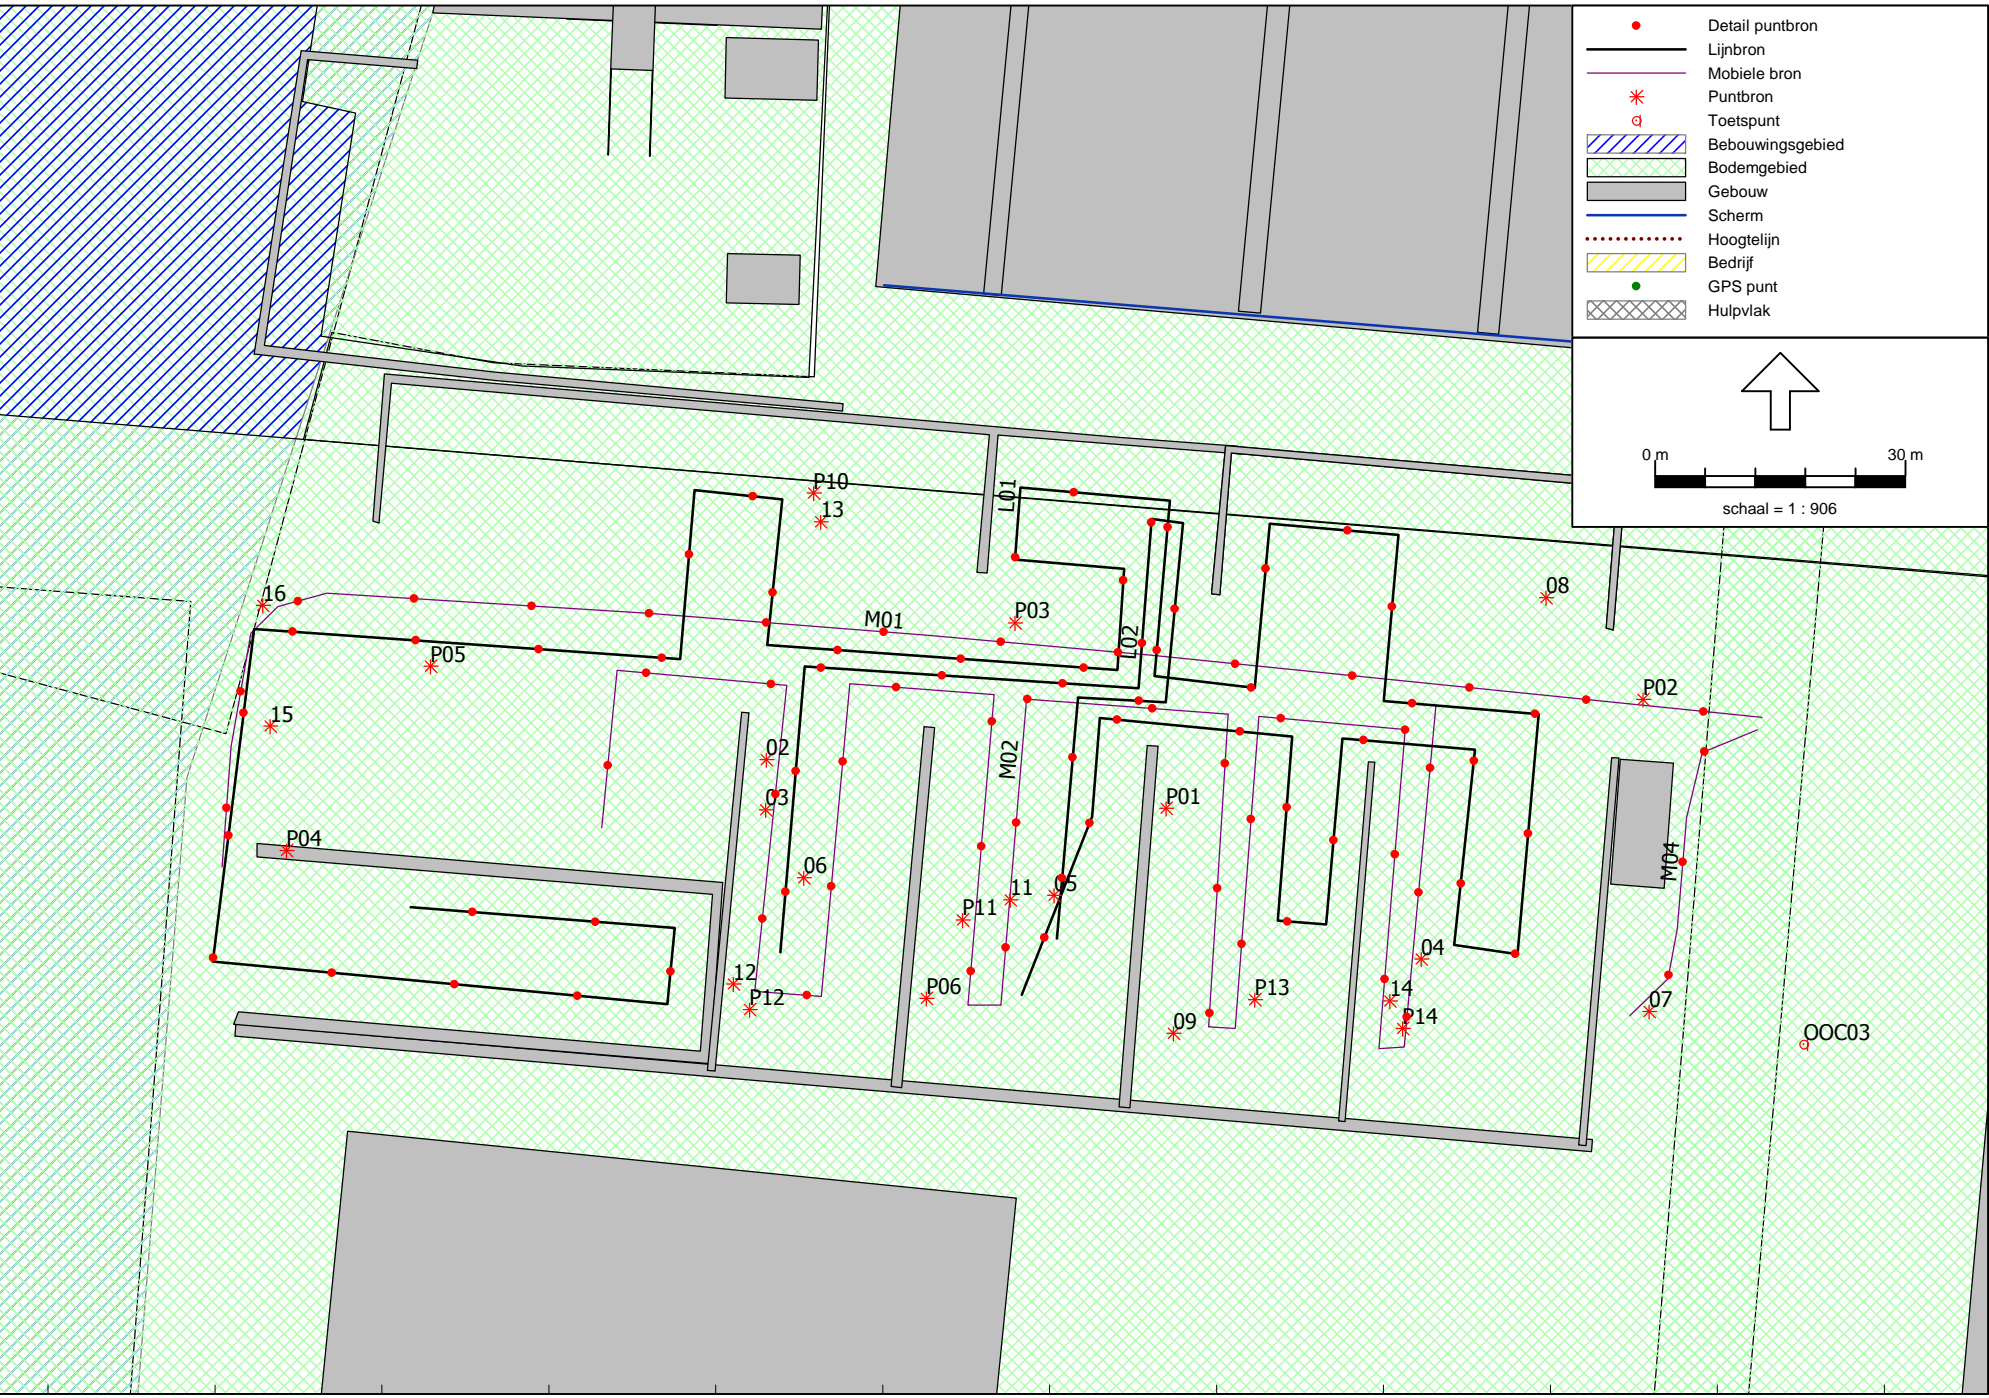 Detail puntbron
Lijnbron
Mobiele bron
Puntbron
Toetspunt
Bebouwingsgebied
Bodemgebied
Gebouw
Scherm
Hoogtelijn
Bedrijf
GPS punt
Hulpvlak
0 m 30 m
schaal = 1 : 906
P10
L01
13
16
08
M01
P03
L02
P05
P02
15
02
M02
03
P01
P04
M04
06
11
05
P11
04
12
P06
P13
14
P12
07
P14
09
OOC03